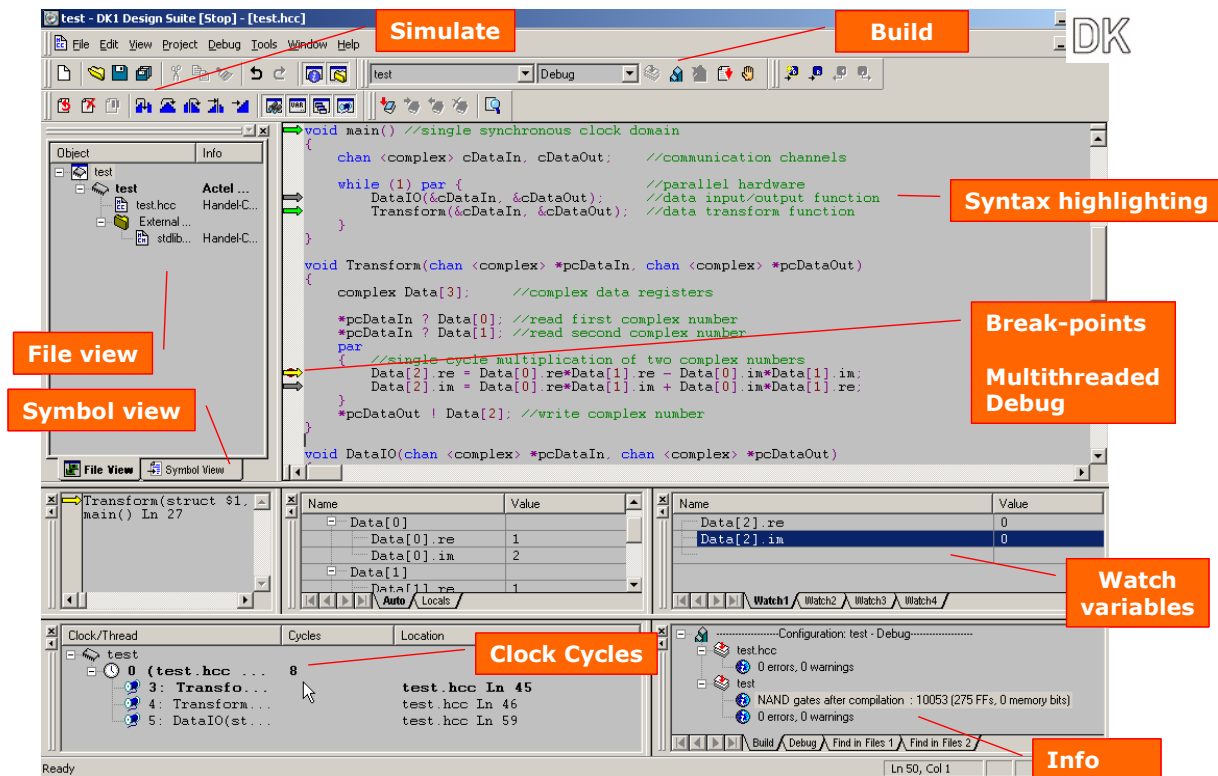 test - DK1 Design Suite [Stop] - [test.hcc]
DK
Simulate
Build
File Edit View Project Debug Tools Window Help
test
Debug
Object Info
test
test Actel ...
test.hcc Handel-C...
External ...
stdlib... Handel-C...
File View Symbol View
void main() //single synchronous clock domain
{
chan <complex> cDataIn, cDataOut; //communication channels
while (1) par { //parallel hardware
DataIO(&cDataIn, &cDataOut); //data input/output function
Transform(&cDataIn, &cDataOut); //data transform function
}
}
void Transform(chan <complex> *pcDataIn, chan <complex> *pcDataOut)
{
complex Data[3]; //complex data registers
*pcDataIn ? Data[0]; //read first complex number
*pcDataIn ? Data[1]; //read second complex number
par
{ //single cycle multiplication of two complex numbers
Data[2].re = Data[0].re*Data[1].re - Data[0].im*Data[1].im;
Data[2].im = Data[0].re*Data[1].im + Data[0].im*Data[1].re;
}
*pcDataOut ! Data[2]; //write complex number
}
void DataIO(chan <complex> *pcDataIn, chan <complex> *pcDataOut)
Syntax highlighting
Break-points
Multithreaded
Debug
File view
Symbol view
Transform(struct $1,
main() Ln 27
Name Value
Data[0]
Data[0].re 1
Data[0].im 2
Data[1]
Data[1].re 1
Auto Locals
Name Value
Data[2].re 0
Data[2].im 0
Watch1 Watch2 Watch3 Watch4
Watch
variables
Clock/Thread Cycles Location
test
0 (test.hcc ... 8
3: Transfo... test.hcc Ln 45
4: Transform... test.hcc Ln 46
5: DataIO(st... test.hcc Ln 59
Clock Cycles
--------------------Configuration: test - Debug--------------------
test.hcc
0 errors, 0 warnings
test
NAND gates after compilation : 10053 (275 FFs, 0 memory bits)
0 errors, 0 warnings
Build Debug Find in Files 1 Find in Files 2
Info
Ready
Ln 50, Col 1